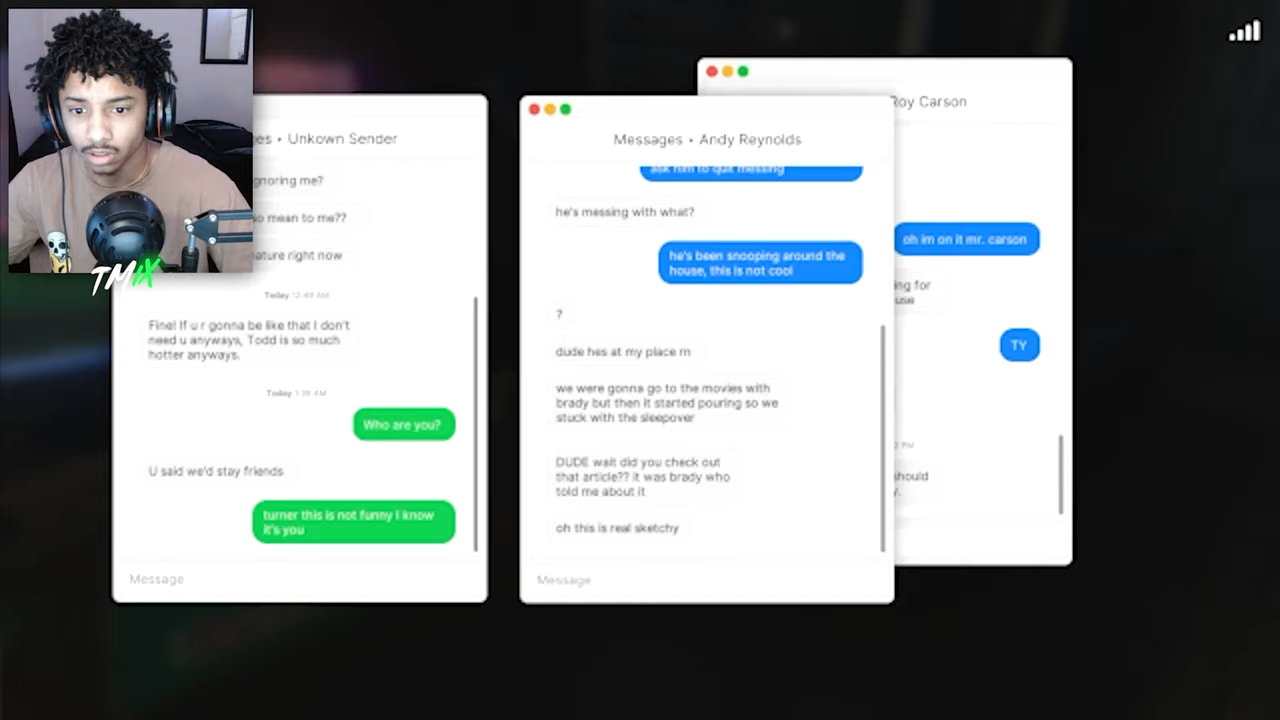 TMiX
es • Unkown Sender
gnoring me?
so mean to me??
ature right now
Today 12:49 AM
Fine! If u r gonna be like that I don't
need u anyways, Todd is so much
hotter anyways.
Today
Who are you?
U said we'd stay friends
turner this is not funny I know
it's you
Message
Messages • Andy Reynolds
ask him to quit messing
he's messing with what?
he's been snooping around the
house, this is not cool
?
dude hes at my place rn
we were gonna go to the movies with
brady but then it started pouring so we
stuck with the sleepover
DUDE wait did you check out
that article?? it was brady who
told me about it
oh this is real sketchy
Message
Roy Carson
oh im on it mr. carson
ing for
use
TY
PM
should
y.